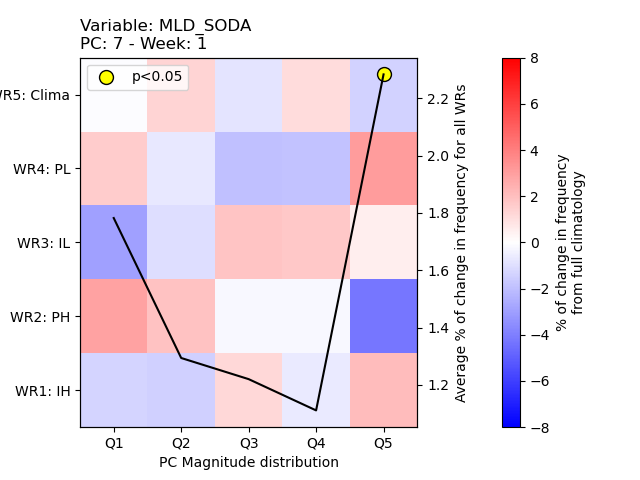 Variable: MLD_SODA
PC: 7 - Week: 1
p<0.05
WR5: Clima
WR4: PL
WR3: IL
WR2: PH
WR1: IH
Q1 Q2 Q3 Q4 Q5
PC Magnitude distribution
2.2
2.0
1.8
1.6
1.4
1.2
Average % of change in frequency for all WRs
8
6
4
2
0
−2
−4
−6
−8
% of change in frequency
from full climatology